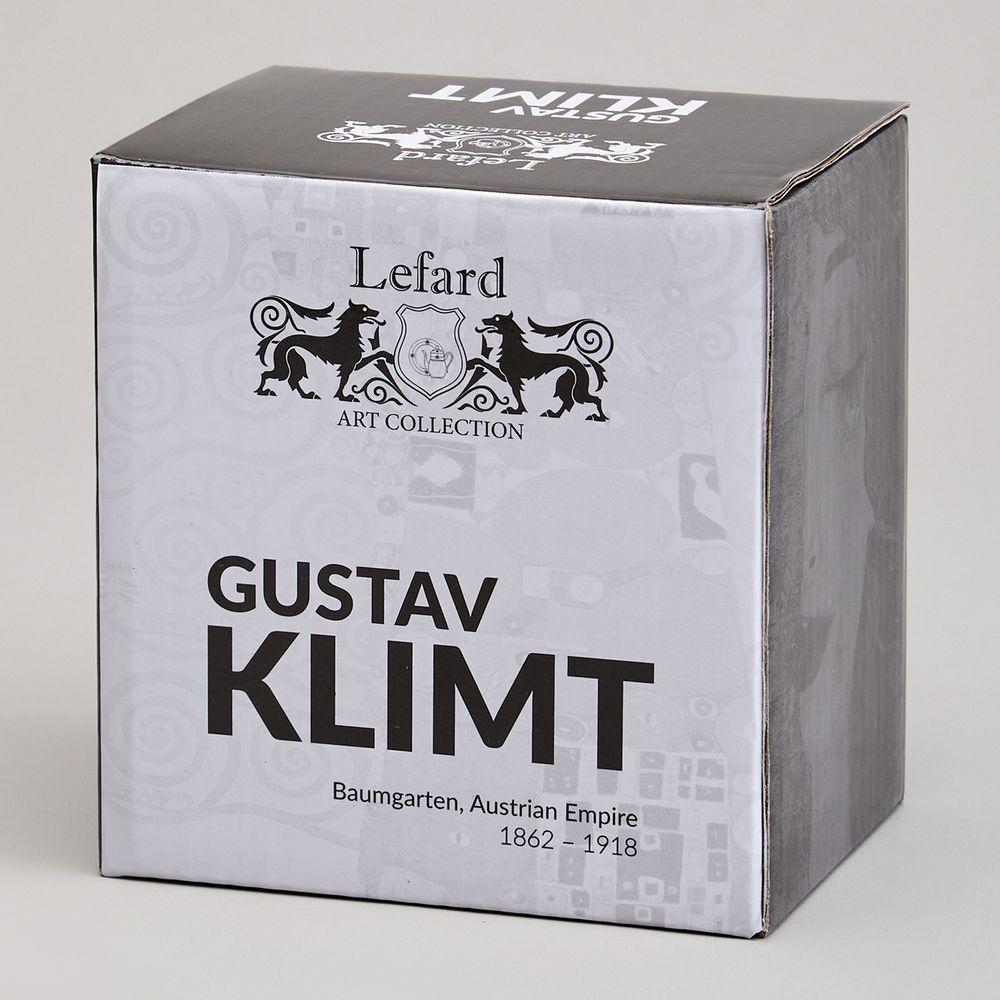 GUSTAV
KLIMT
Lefard
ART COLLECTION
Lefard
ART COLLECTION
GUSTAV
KLIMT
Baumgarten, Austrian Empire
1862 – 1918